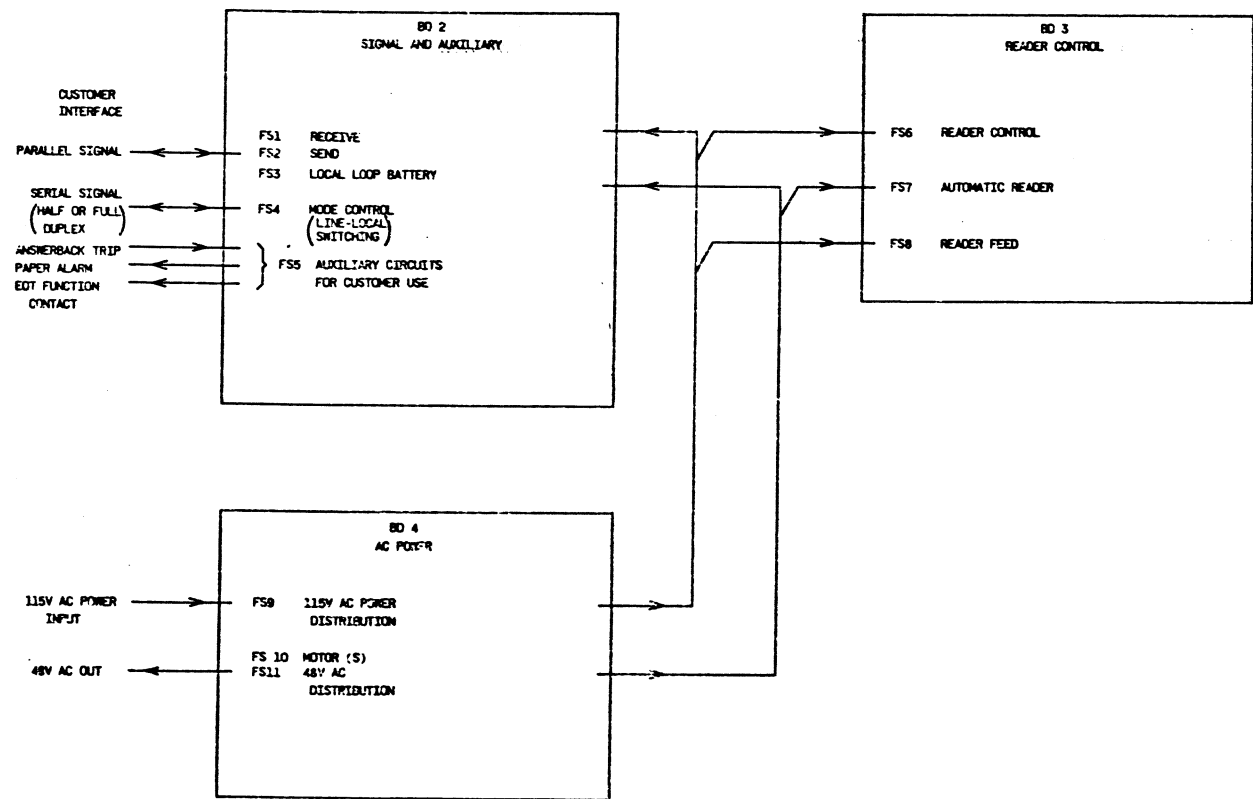 BD 2
SIGNAL AND AUXILIARY
BD 3
READER CONTROL
CUSTOMER
INTERFACE
FS1 RECEIVE
PARALLEL SIGNAL
FS2 SEND
FS3 LOCAL LOOP BATTERY
SERIAL SIGNAL
(HALF OR FULL)
DUPLEX
FS4 MODE CONTROL
(LINE-LOCAL)
SWITCHING
ANSWERBACK TRIP
PAPER ALARM
EOT FUNCTION
CONTACT
} FS5 AUXILIARY CIRCUITS
FOR CUSTOMER USE
FS6 READER CONTROL
FS7 AUTOMATIC READER
FS8 READER FEED
BD 4
AC POWER
115V AC POWER
INPUT
FS9 115V AC POWER
DISTRIBUTION
FS 10 MOTOR (S)
48V AC OUT
FS11 48V AC
DISTRIBUTION